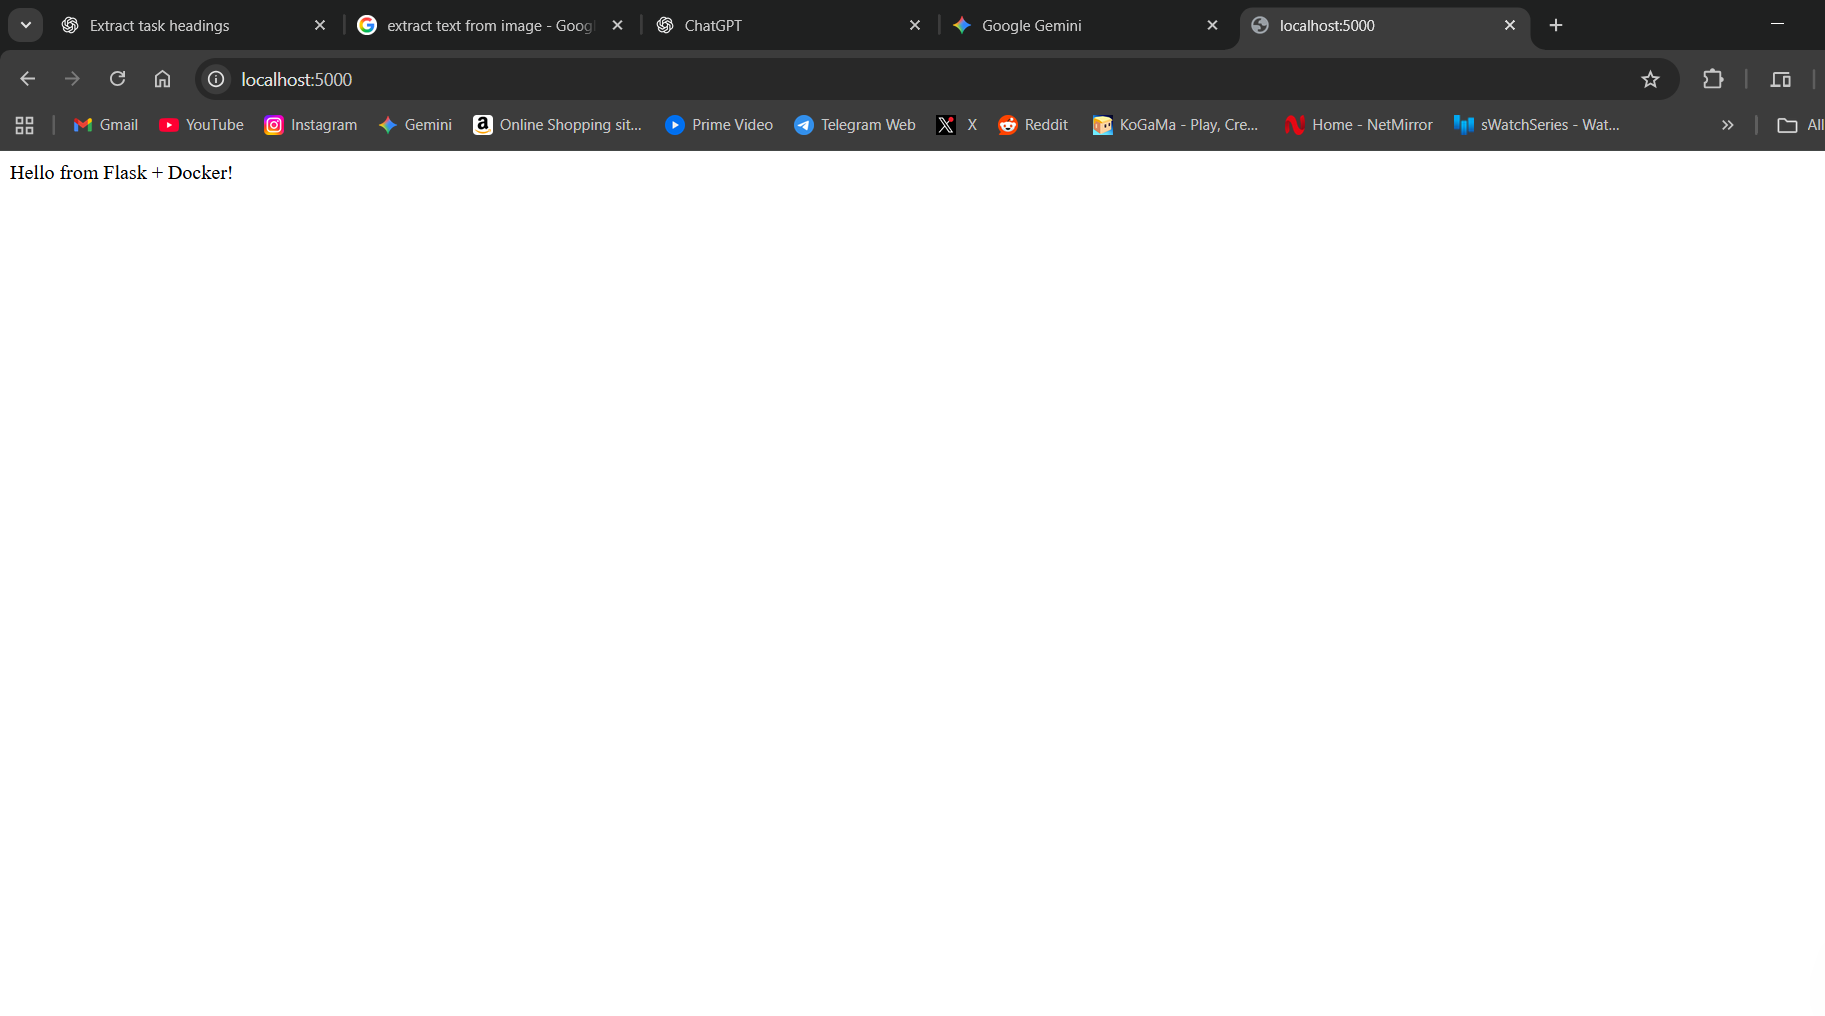 Extract task headings
extract text from image - Goog
ChatGPT
Google Gemini
localhost:5000
localhost:5000
Gmail
YouTube
Instagram
Gemini
Online Shopping sit...
Prime Video
Telegram Web
X
Reddit
KoGaMa - Play, Cre...
Home - NetMirror
sWatchSeries - Wat...
All
Hello from Flask + Docker!